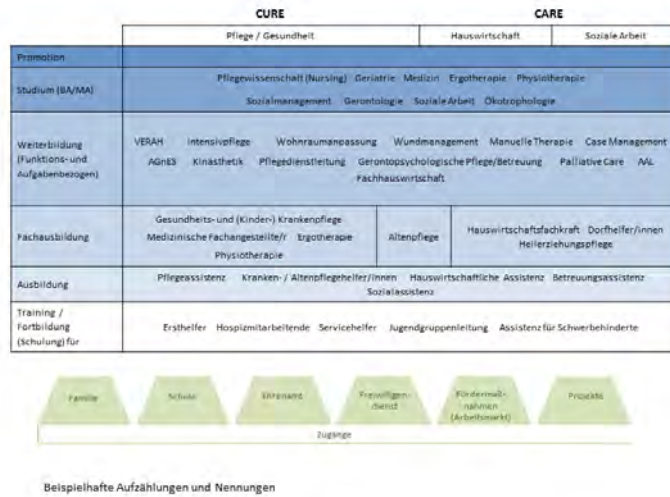 CURE CARE
Pflege / Gesundheit Hauswirtschaft Soziale Arbeit
Promotion
Studium (BA/MA)
Pflegewissenschaft (Nursing) Geriatrie Medizin Ergotherapie Physiotherapie
Sozialmanagement Gerontologie Soziale Arbeit Ökotrophologie
Weiterbildung
(Funktions- und
Aufgabenbezogen)
VERAH Intensivpflege Wohnraumanpassung Wundmanagement Manuelle Therapie Case Management
AGnES Kinästhetik Pflegedienstleitung Gerontopsychologische Pflege/Betreuung Palliative Care AAL
Fachhauswirtschaft
Fachausbildung
Gesundheits- und (Kinder-) Krankenpflege
Medizinische Fachangestellte/r Ergotherapie
Physiotherapie
Altenpflege
Hauswirtschaftsfachkraft Dorfhelfer/innen
Heilerziehungspflege
Ausbildung
Pflegeassistenz Kranken- / Altenpflegehelfer/innen Hauswirtschaftliche Assistenz Betreuungsassistenz
Sozialassistenz
Training /
Fortbildung
(Schulung) für
Ersthelfer Hospizmitarbeitende Servicehelfer Jugendgruppenleitung Assistenz für Schwerbehinderte
Familie Schule Ehrenamt Freiwilligen-
dienst Fördermaß-
nahmen
(Arbeitsmarkt) Projekte
Zugänge
Beispielhafte Aufzählungen und Nennungen